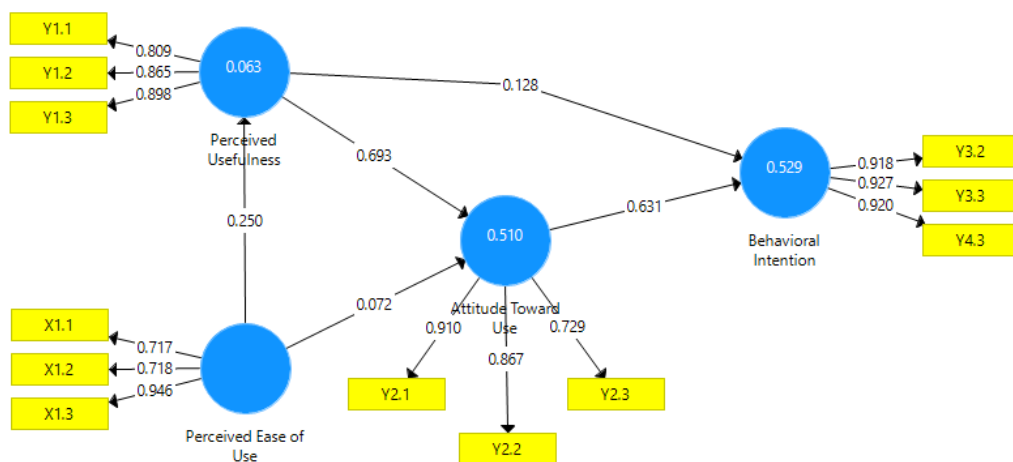 Y1.1
0.809
Y1.2
0.865
Y1.3
0.898
0.063
Perceived
Usefulness
0.128
0.693
0.250
0.529
Behavioral
Intention
0.918
Y3.2
0.927
Y3.3
0.920
Y4.3
0.631
0.510
Attitude Toward
Use
0.072
X1.1
0.717
X1.2
0.718
X1.3
0.946
Perceived Ease of
Use
0.910
0.867
0.729
Y2.1
Y2.2
Y2.3